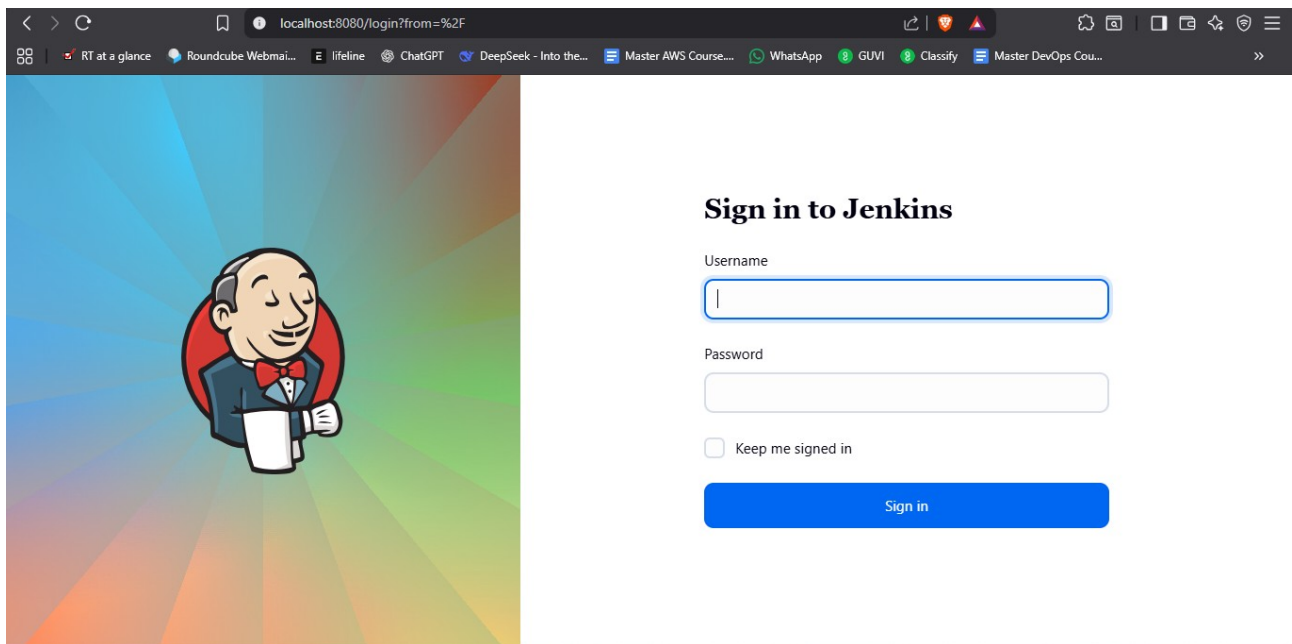 localhost:8080/login?from=%2F
RT at a glance Roundcube Webmai... lifeline ChatGPT DeepSeek - Into the... Master AWS Course.... WhatsApp GUVI Classify Master DevOps Cou... »
Sign in to Jenkins
Username
Password
Keep me signed in
Sign in